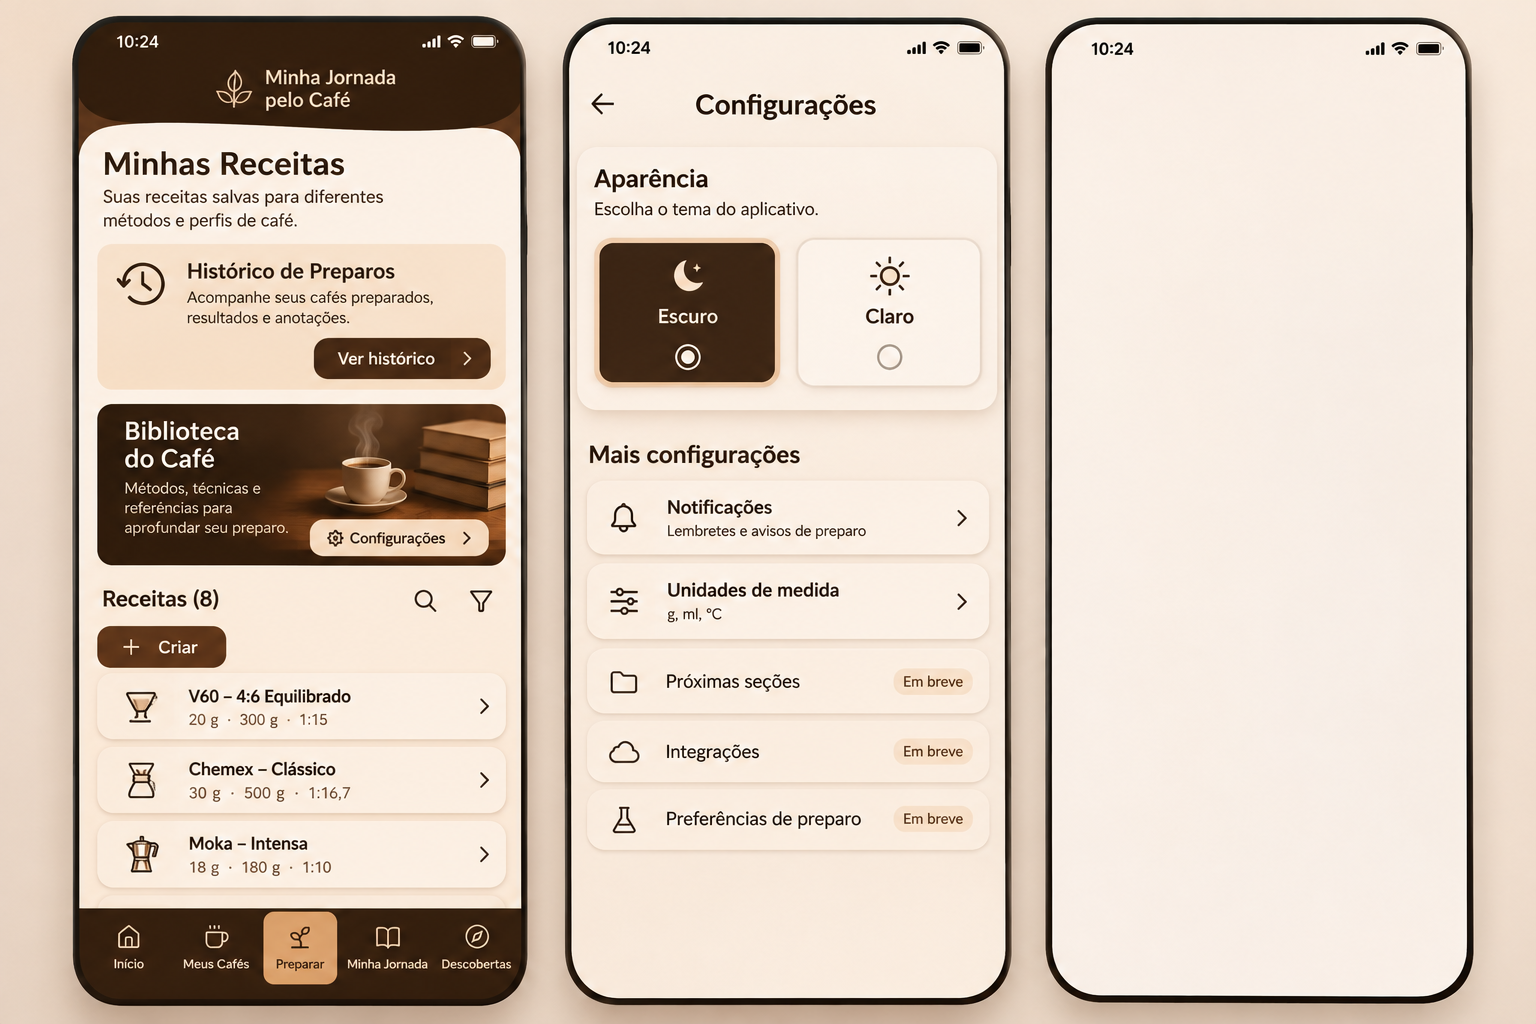 10:24
Minha Jornada
pelo Café
Minhas Receitas
Suas receitas salvas para diferentes
métodos e perfis de café.
Histórico de Preparos
Acompanhe seus cafés preparados,
resultados e anotações.
Ver histórico
Biblioteca
do Café
Métodos, técnicas e
referências para
aprofundar seu preparo.
Configurações
Receitas (8)
Criar
V60 – 4:6 Equilibrado
20 g · 300 g · 1:15
Chemex – Clássico
30 g · 500 g · 1:16,7
Moka – Intensa
18 g · 180 g · 1:10
Início
Meus Cafés
Preparar
Minha Jornada
Descobertas
10:24
Configurações
Aparência
Escolha o tema do aplicativo.
Escuro
Claro
Mais configurações
Notificações
Lembretes e avisos de preparo
Unidades de medida
g, ml, °C
Próximas seções
Em breve
Integrações
Em breve
Preferências de preparo
Em breve
10:24